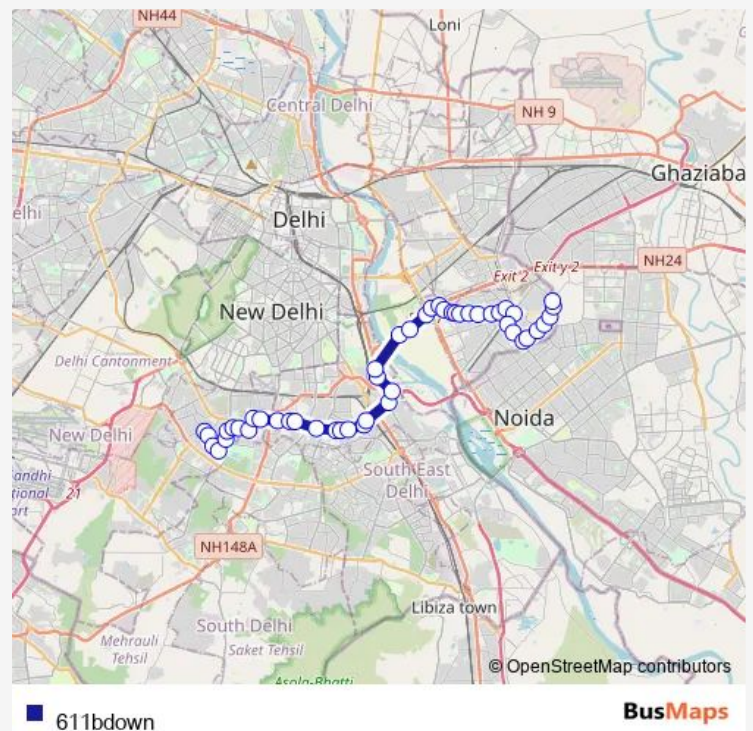 NH44
Loni
Central Delhi
NH 9
Ghaziaba
elhi
Delhi
NH24
Exit 2
Exit-y 2
New Delhi
Delhi Cantonment
Noida
New Delhi
andhi
tional
ort
21
South East
Delhi
NH148A
Libiza town
South Delhi
Mehrauli
Tehsil
Saket Tehsil
Asola-Bhatti
© OpenStreetMap contributors
611bdown
BusMaps